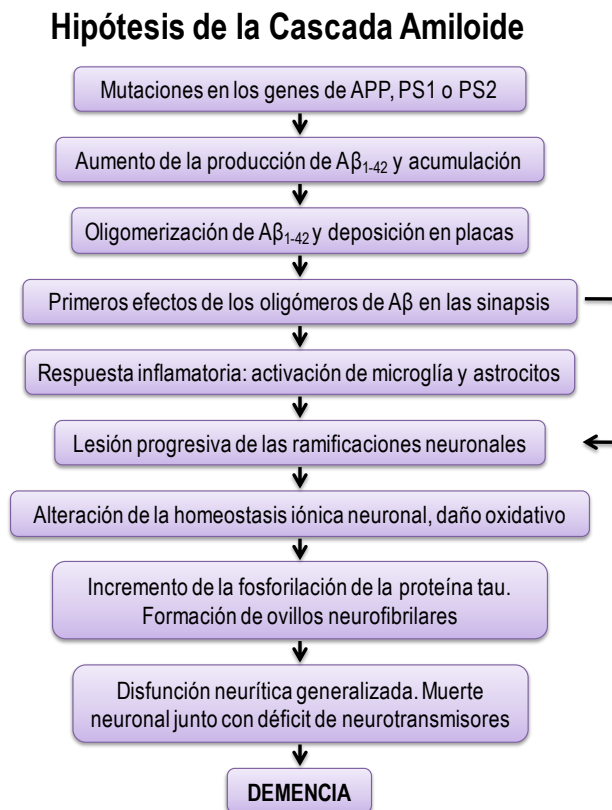 Hipótesis de la Cascada Amiloide
Mutaciones en los genes de APP, PS1 o PS2
Aumento de la producción de Aβ1-42 y acumulación
Oligomerización de Aβ1-42 y deposición en placas
Primeros efectos de los oligómeros de Aβ en las sinapsis
Respuesta inflamatoria: activación de microglía y astrocitos
Lesión progresiva de las ramificaciones neuronales
Alteración de la homeostasis iónica neuronal, daño oxidativo
Incremento de la fosforilación de la proteína tau.
Formación de ovillos neurofibrilares
Disfunción neurítica generalizada. Muerte
neuronal junto con déficit de neurotransmisores
DEMENCIA